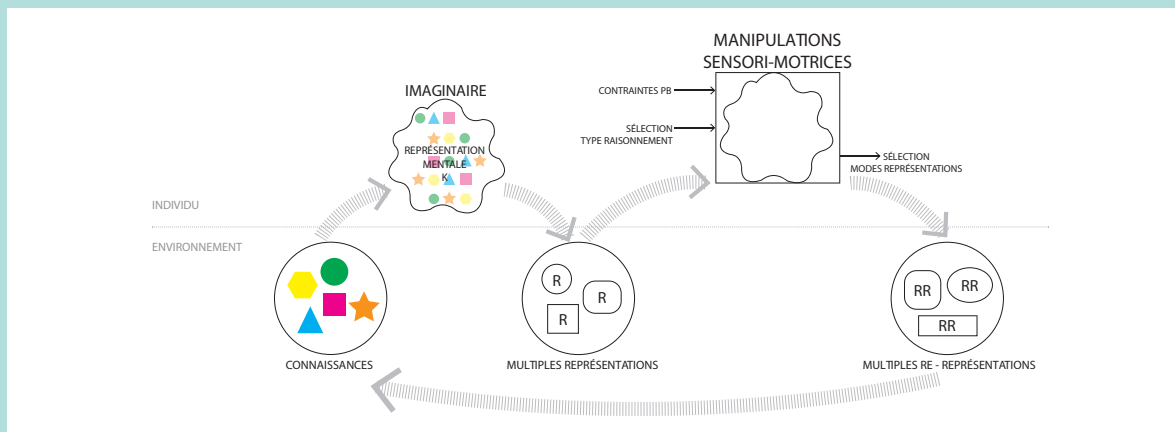 MANIPULATIONS
SENSORI-MOTRICES
IMAGINAIRE
CONTRAINTES PB
SÉLECTION
TYPE RAISONNEMENT
REPRÉSENTATION
MENTALE
K
SÉLECTION
MODES REPRÉSENTATIONS
INDIVIDU
ENVIRONNEMENT
R
R
R
RR
RR
RR
CONNAISSANCES
MULTIPLES REPRÉSENTATIONS
MULTIPLES RE - REPRÉSENTATIONS